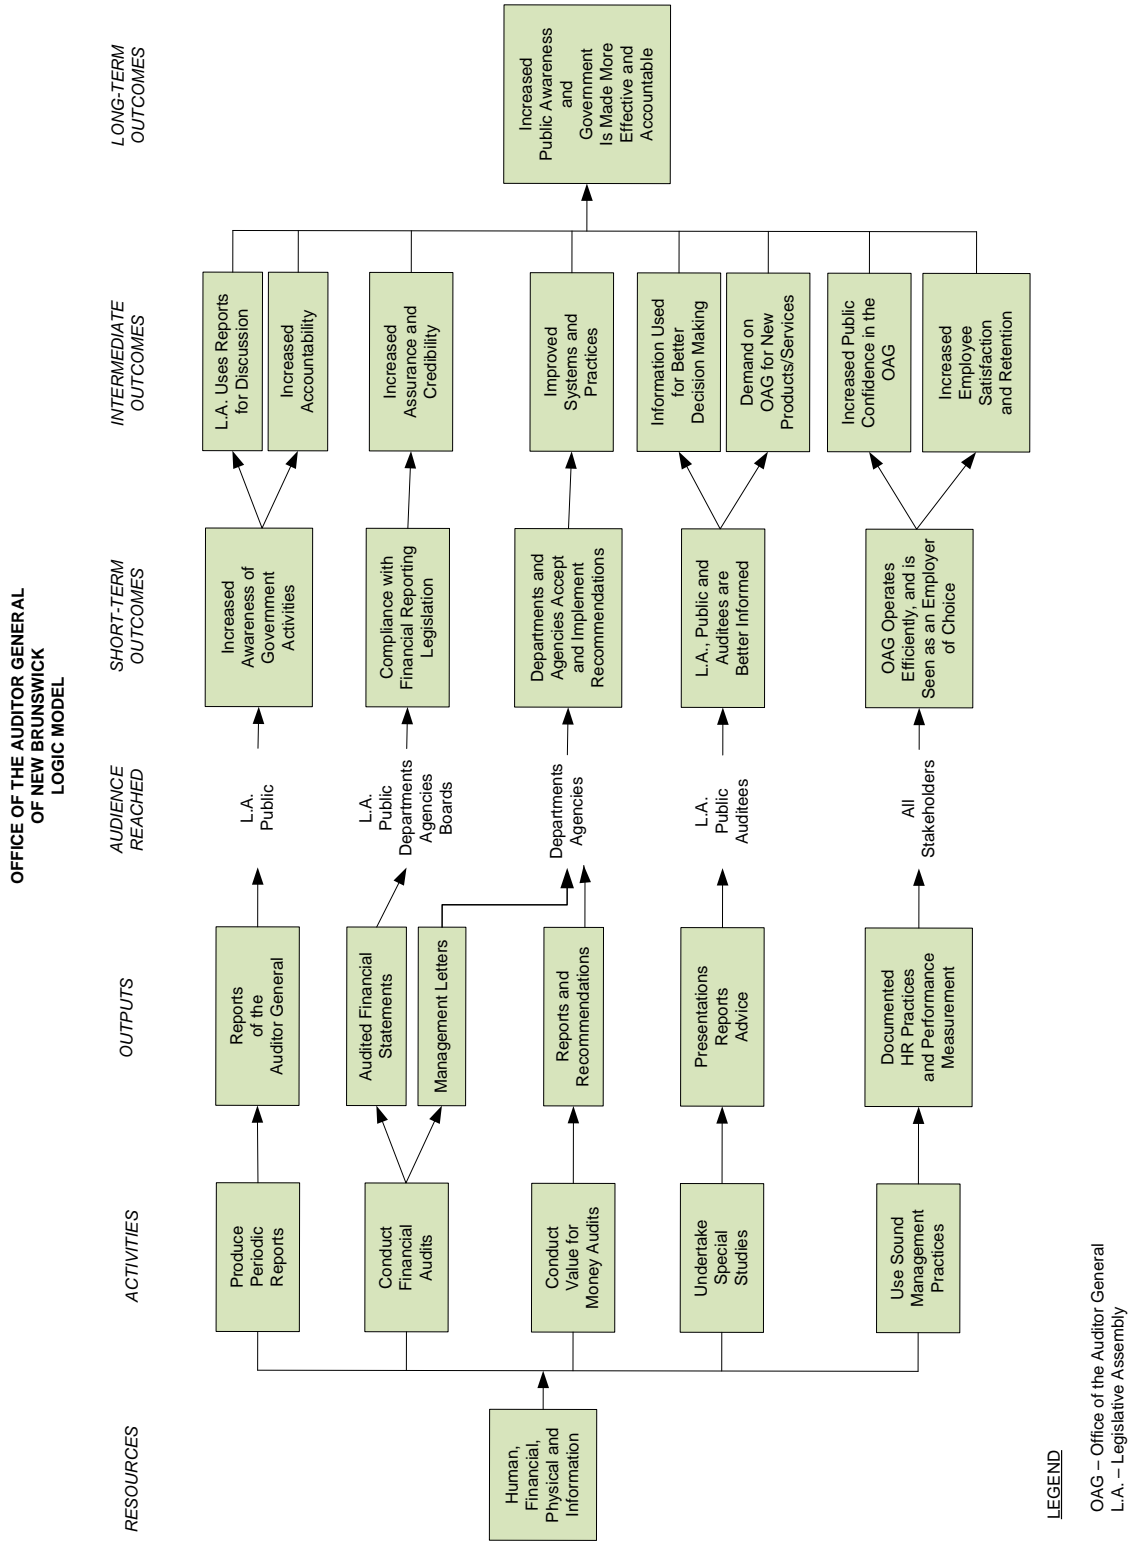 OFFICE OF THE AUDITOR GENERAL
OF NEW BRUNSWICK
LOGIC MODEL
RESOURCES
ACTIVITIES
OUTPUTS
AUDIENCE
REACHED
SHORT-TERM
OUTCOMES
INTERMEDIATE
OUTCOMES
LONG-TERM
OUTCOMES
Human,
Financial,
Physical and
Information
Produce
Periodic
Reports
Reports
of the
Auditor General
L.A.
Public
Increased
Awareness of
Government
Activities
L.A. Uses Reports
for Discussion
Increased
Accountability
Conduct
Financial
Audits
Audited Financial
Statements
Management Letters
L.A.
Public
Departments
Agencies
Boards
Compliance with
Financial Reporting
Legislation
Increased
Assurance and
Credibility
Conduct
Value for
Money Audits
Reports and
Recommendations
Departments
Agencies
Departments and
Agencies Accept
and Implement
Recommendations
Improved
Systems and
Practices
Undertake
Special
Studies
Presentations
Reports
Advice
L.A.
Public
Auditees
L.A., Public and
Auditees are
Better Informed
Information Used
for Better
Decision Making
Demand on
OAG for New
Products/Services
Use Sound
Management
Practices
Documented
HR Practices
and Performance
Measurement
All
Stakeholders
OAG Operates
Efficiently, and is
Seen as an Employer
of Choice
Increased Public
Confidence in the
OAG
Increased
Employee
Satisfaction
and Retention
Increased
Public Awareness
and
Government
Is Made More
Effective and
Accountable
LEGEND
OAG – Office of the Auditor General
L.A. – Legislative Assembly